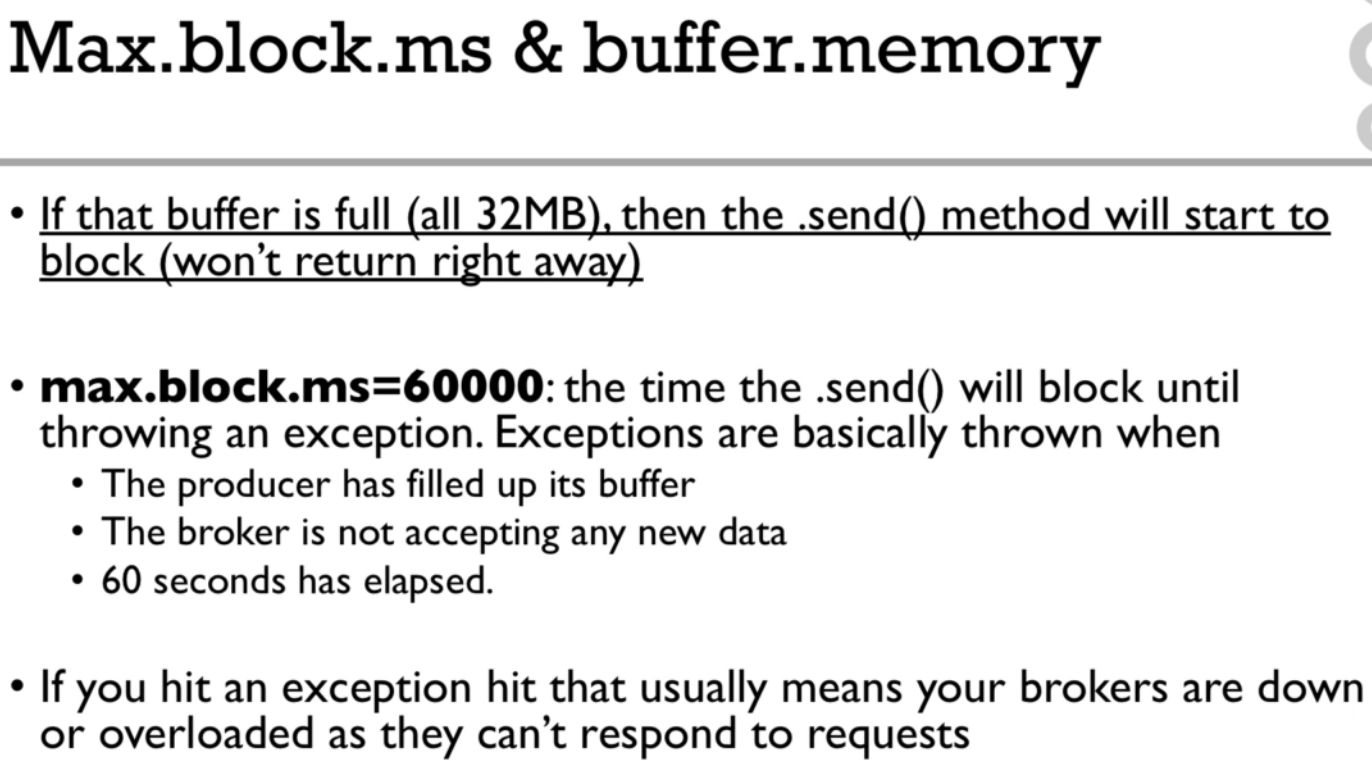 Max.block.ms & buffer.memory
• If that buffer is full (all 32MB), then the .send() method will start to
block (won't return right away)
• max.block.ms=60000: the time the .send() will block until
throwing an exception. Exceptions are basically thrown when
• The producer has filled up its buffer
• The broker is not accepting any new data
• 60 seconds has elapsed.
• If you hit an exception hit that usually means your brokers are down
or overloaded as they can't respond to requests